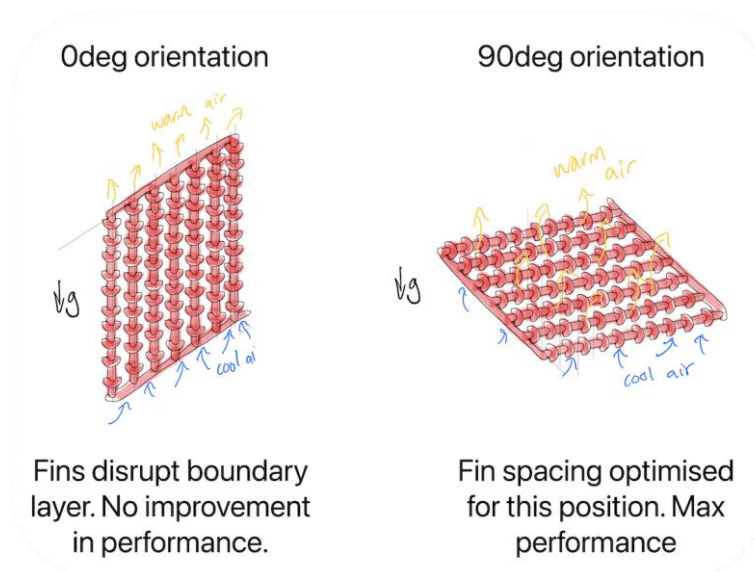 0deg orientation
90deg orientation
warm air
warm
air
↓g
↓g
cool ai
cool air
Fins disrupt boundary
layer. No improvement
in performance.
Fin spacing optimised
for this position. Max
performance